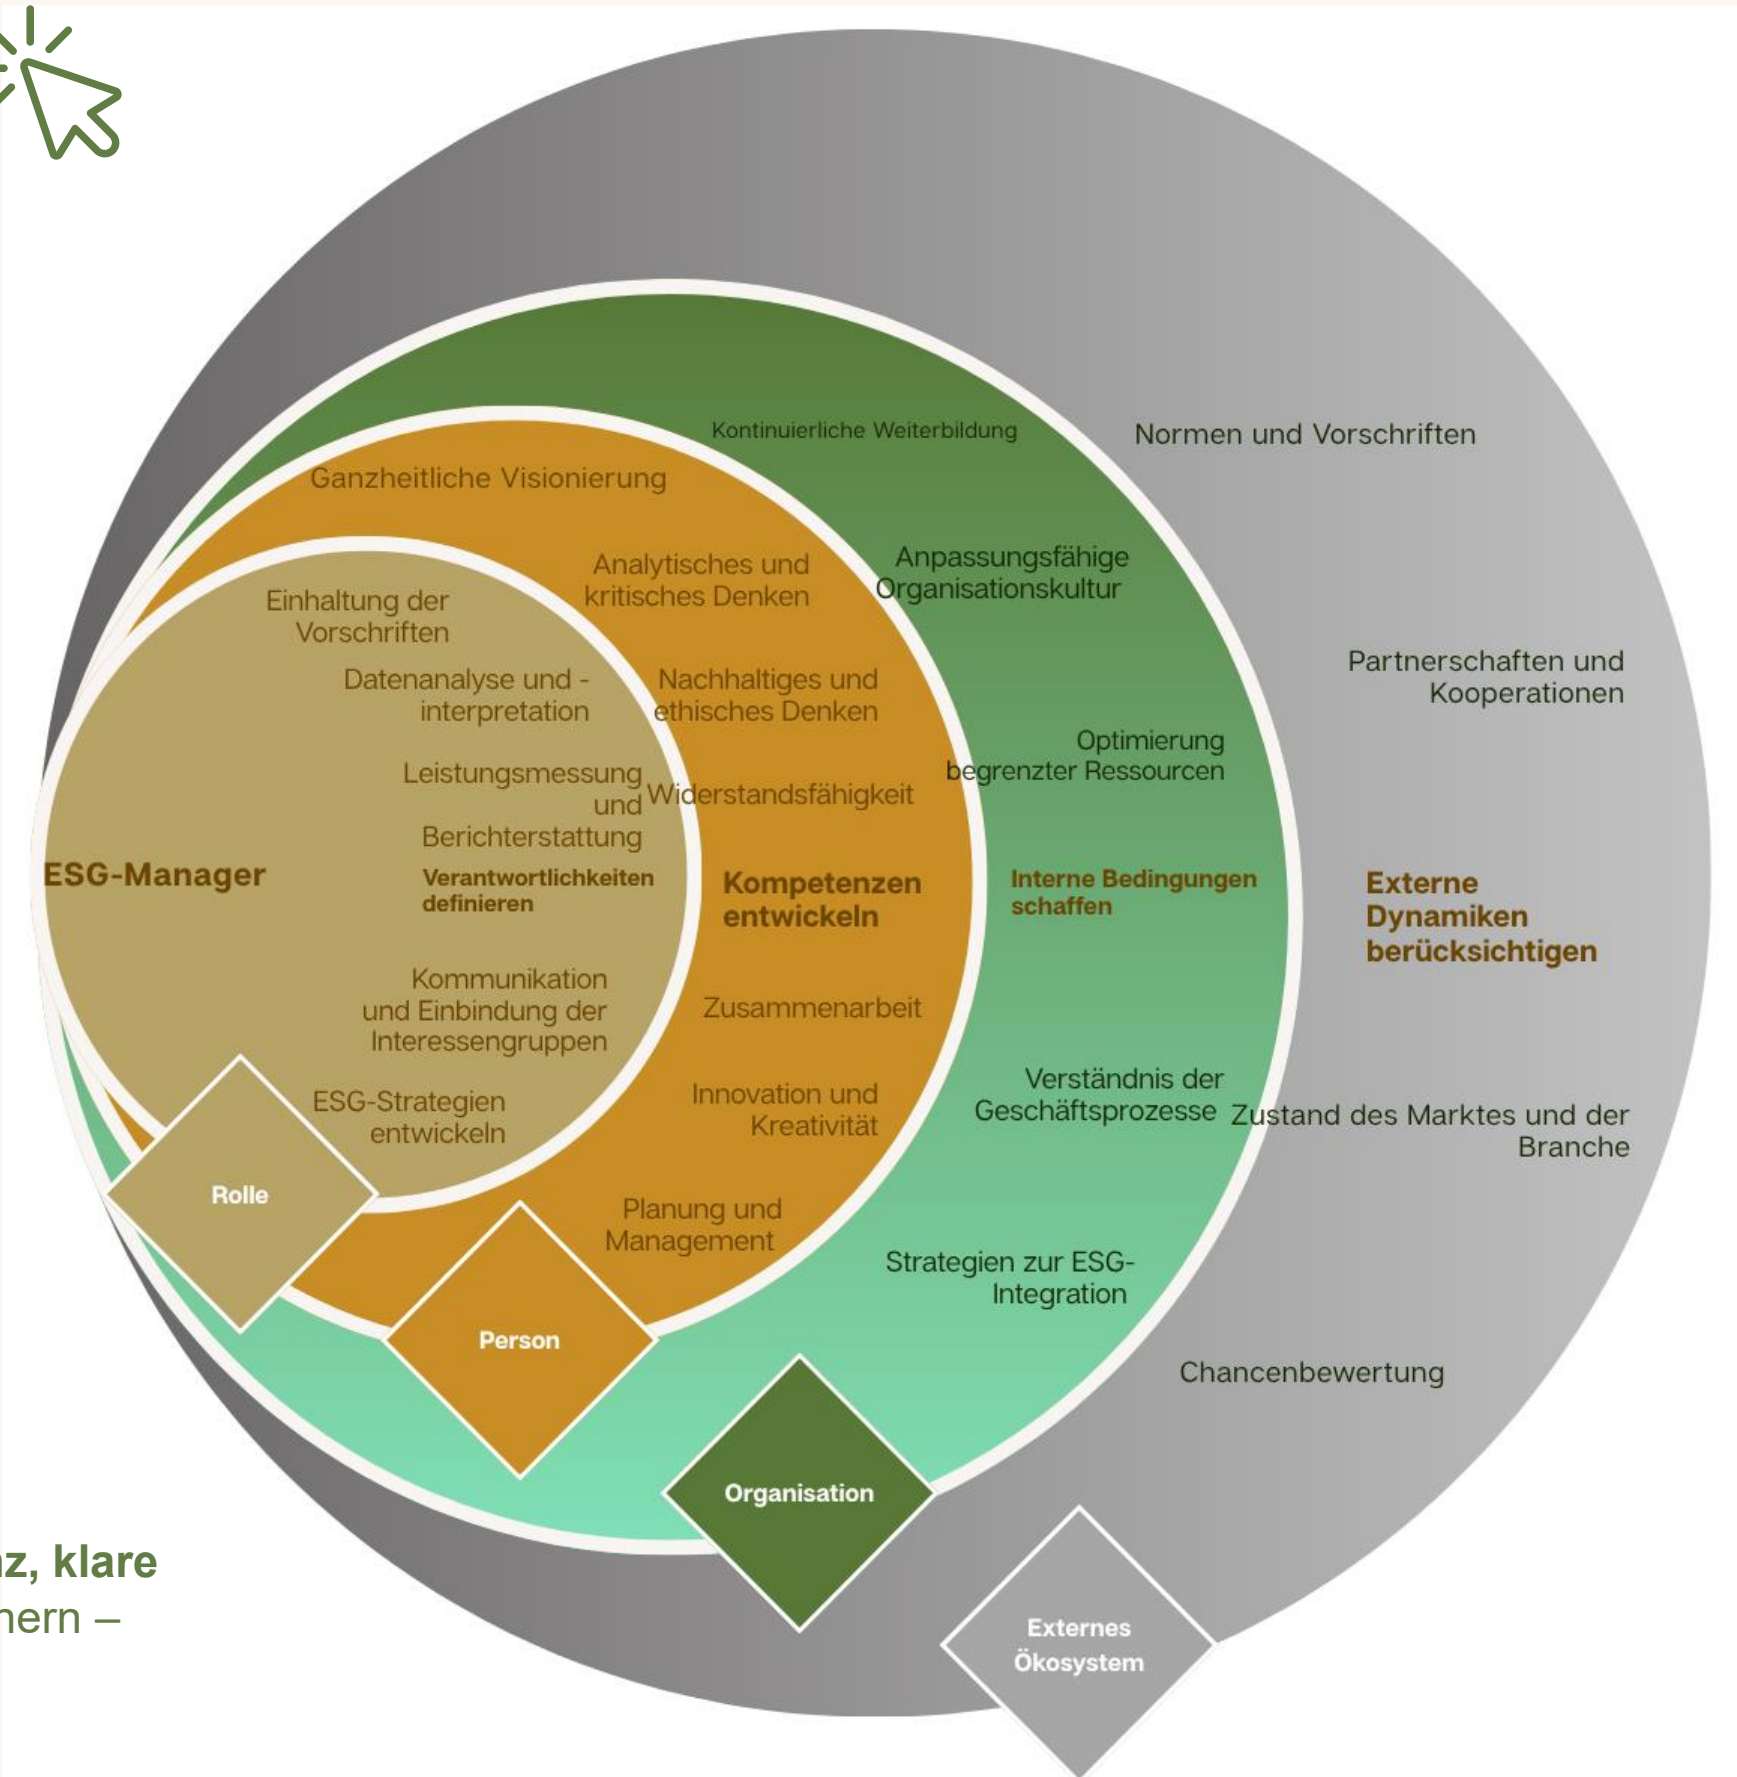 Kontinuierliche Weiterbildung
Normen und Vorschriften
Ganzheitliche Visionierung
Anpassungsfähige
Organisationskultur
Analytisches und
kritisches Denken
Einhaltung der
Vorschriften
Partnerschaften und
Kooperationen
Datenanalyse und -
interpretation
Nachhaltiges und
ethisches Denken
Optimierung
begrenzter Ressourcen
Leistungsmessung
und
Berichterstattung
Widerstandsfähigkeit
ESG-Manager
Verantwortlichkeiten
definieren
Kompetenzen
entwickeln
Interne Bedingungen
schaffen
Externe
Dynamiken
berücksichtigen
Kommunikation
und Einbindung der
Interessengruppen
Zusammenarbeit
Verständnis der
Geschäftsprozesse
Zustand des Marktes und der
Branche
ESG-Strategien
entwickeln
Innovation und
Kreativität
Rolle
Planung und
Management
Strategien zur ESG-
Integration
Person
Chancenbewertung
Organisation
klare
–
Externes
Ökosystem